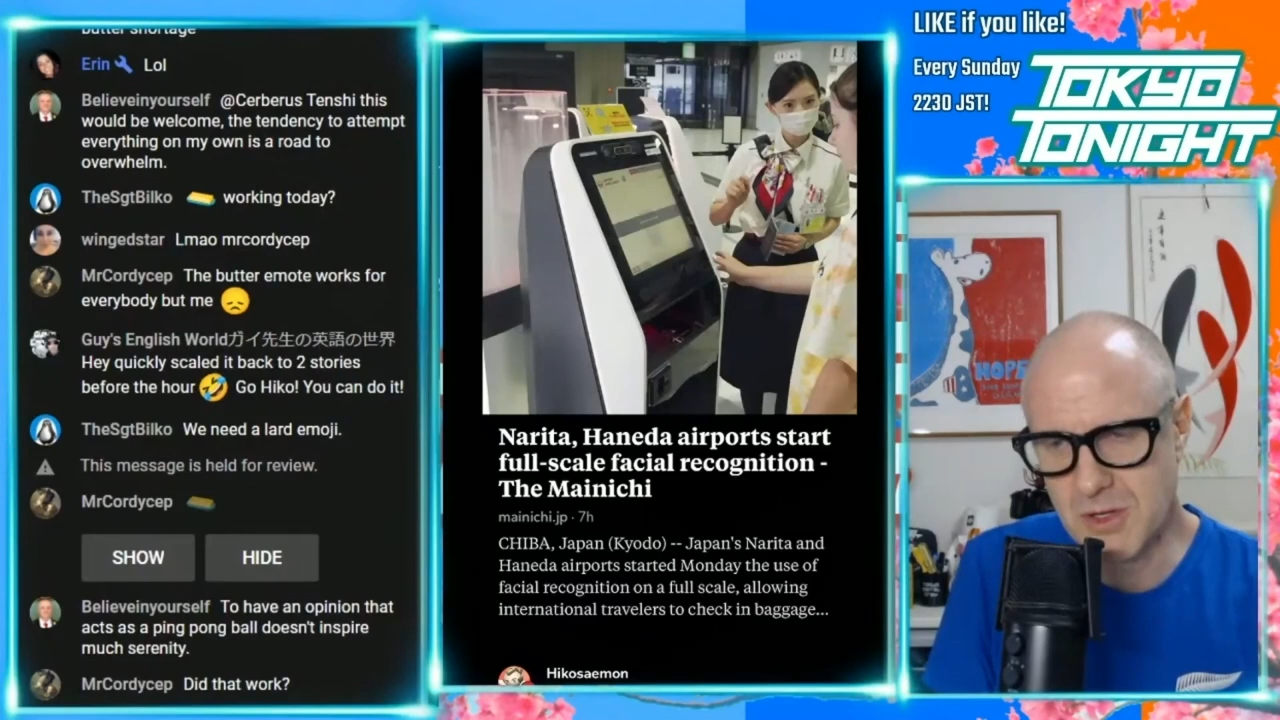 butter shortage
Erin Lol
Believeinyourself @Cerberus Tenshi this
would be welcome, the tendency to attempt
everything on my own is a road to
overwhelm.
TheSgtBilko working today?
wingedstar Lmao mrcordycep
MrCordycep The butter emote works for
everybody but me
Guy's English Worldガイ先生の英語の世界
Hey quickly scaled it back to 2 stories
before the hour 🤣 Go Hiko! You can do it!
TheSgtBilko We need a lard emoji.
This message is held for review.
MrCordycep
SHOW HIDE
Believeinyourself To have an opinion that
acts as a ping pong ball doesn't inspire
much serenity.
MrCordycep Did that work?
Narita, Haneda airports start
full-scale facial recognition -
The Mainichi
mainichi.jp · 7h
CHIBA, Japan (Kyodo) -- Japan's Narita and
Haneda airports started Monday the use of
facial recognition on a full scale, allowing
international travelers to check in baggage...
Hikosaemon
LIKE if you like!
Every Sunday
2230 JST!
TOKYO
TONIGHT
HOPE